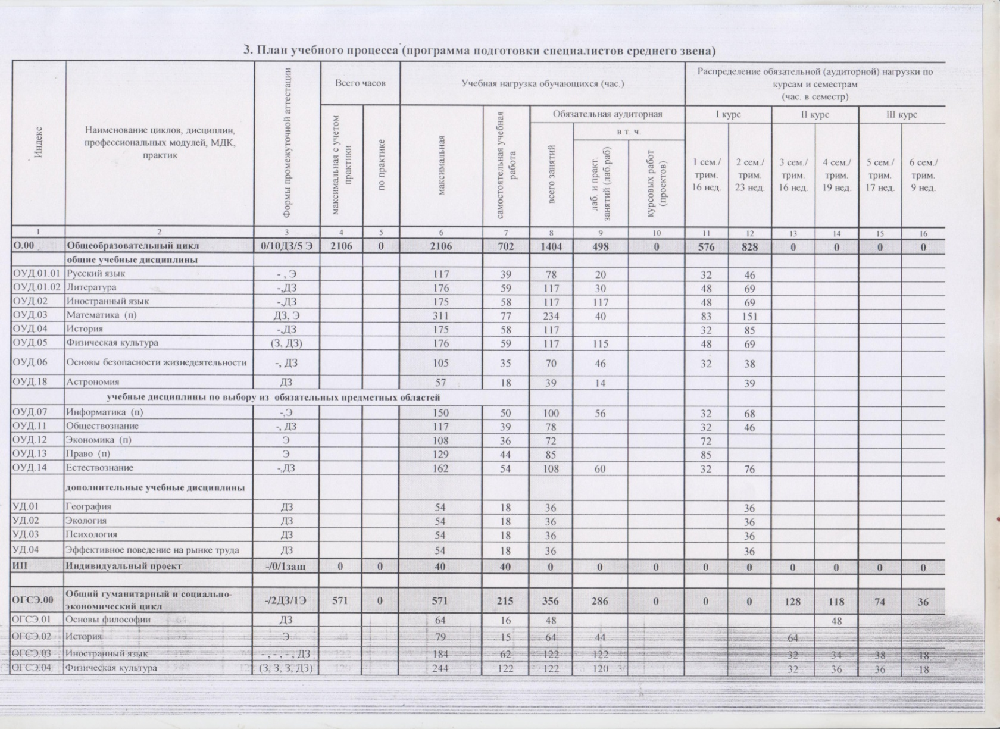 3. План учебного процесса (программа подготовки специалистов среднего звена)
Индекс
Наименование циклов, дисциплин,
профессиональных модулей, МДК,
практик
Формы промежуточной аттестации
Всего часов
максимальная с учетом
практики
по практике
Учебная нагрузка обучающихся (час.)
максимальная
самостоятельная учебная
работа
Обязательная аудиторная
всего занятий
в т. ч.
лаб. и практ.
занятий (лаб раб)
курсовых работ
(проектов)
Распределение обязательной (аудиторной) нагрузки по
курсам и семестрам
(час. в семестр)
I курс II курс III курс
1 сем./ 2 сем./ 3 сем./ 4 сем./ 5 сем./ 6 сем./
трим. трим. трим. трим. трим. трим.
16 нед. 23 нед. 16 нед. 19 нед. 17 нед. 9 нед.
1 2 3 4 5 6 7 8 9 10 11 12 13 14 15 16
О.00 Общеобразовательный цикл 0/10ДЗ/5 Э 2106 0 2106 702 1404 498 0 576 828 0 0 0 0
общие учебные дисциплины
ОУД.01.01 Русский язык - , Э 117 39 78 20 32 46
ОУД.01.02 Литература -,ДЗ 176 59 117 30 48 69
ОУД.02 Иностранный язык -,ДЗ 175 58 117 117 48 69
ОУД.03 Математика (п) ДЗ, Э 311 77 234 40 83 151
ОУД.04 История -,ДЗ 175 58 117 32 85
ОУД.05 Физическая культура (З, ДЗ) 176 59 117 115 48 69
ОУД.06 Основы безопасности жизнедеятельности -, ДЗ 105 35 70 46 32 38
ОУД.18 Астрономия ДЗ 57 18 39 14 39
учебные дисциплины по выбору из обязательных предметных областей
ОУД.07 Информатика (п) -,Э 150 50 100 56 32 68
ОУД.11 Обществознание -, ДЗ 117 39 78 32 46
ОУД.12 Экономика (п) Э 108 36 72 72
ОУД.13 Право (п) Э 129 44 85 85
ОУД.14 Естествознание -,ДЗ 162 54 108 60 32 76
дополнительные учебные дисциплины
УД.01 География ДЗ 54 18 36 36
УД.02 Экология ДЗ 54 18 36 36
УД.03 Психология ДЗ 54 18 36 36
УД.04 Эффективное поведение на рынке труда ДЗ 54 18 36 36
ИП Индивидуальный проект -/0/1защ 0 0 40 40 0 0 0 0 0 0 0 0 0
ОГСЭ.00 Общий гуманитарный и социально-
экономический цикл -/2ДЗ/1Э 571 0 571 215 356 286 0 0 0 128 118 74 36
ОГСЭ.01 Основы философии ДЗ 64 16 48 48
ОГСЭ.02 История Э 79 15 64 44 64
ОГСЭ.03 Иностранный язык - , - , - , ДЗ 184 62 122 122 32 34 38 18
ОГСЭ.04 Физическая культура (З, З, З, ДЗ) 244 122 122 120 32 36 36 18